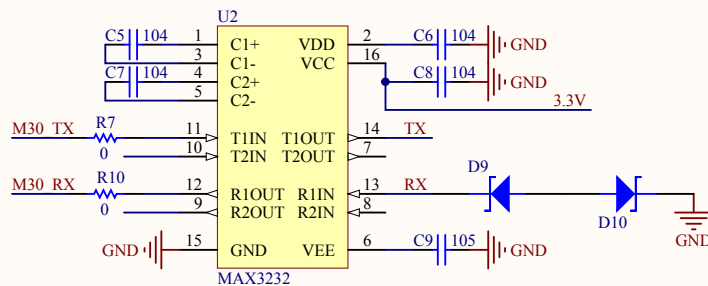 U2
C5 104 1 C1+ VDD 2 C6 104 GND
3 C1- VCC 16
C7 104 4 C2+ C8 104 GND
5 C2-
3.3V
M30 TX R7 11 T1IN T1OUT 14 TX
0 10 T2IN T2OUT 7
M30 RX R10 12 R1OUT R1IN 13 RX D9
0 9 R2OUT R2IN 8 D10
GND 15 GND VEE 6 C9 105 GND GND
MAX3232